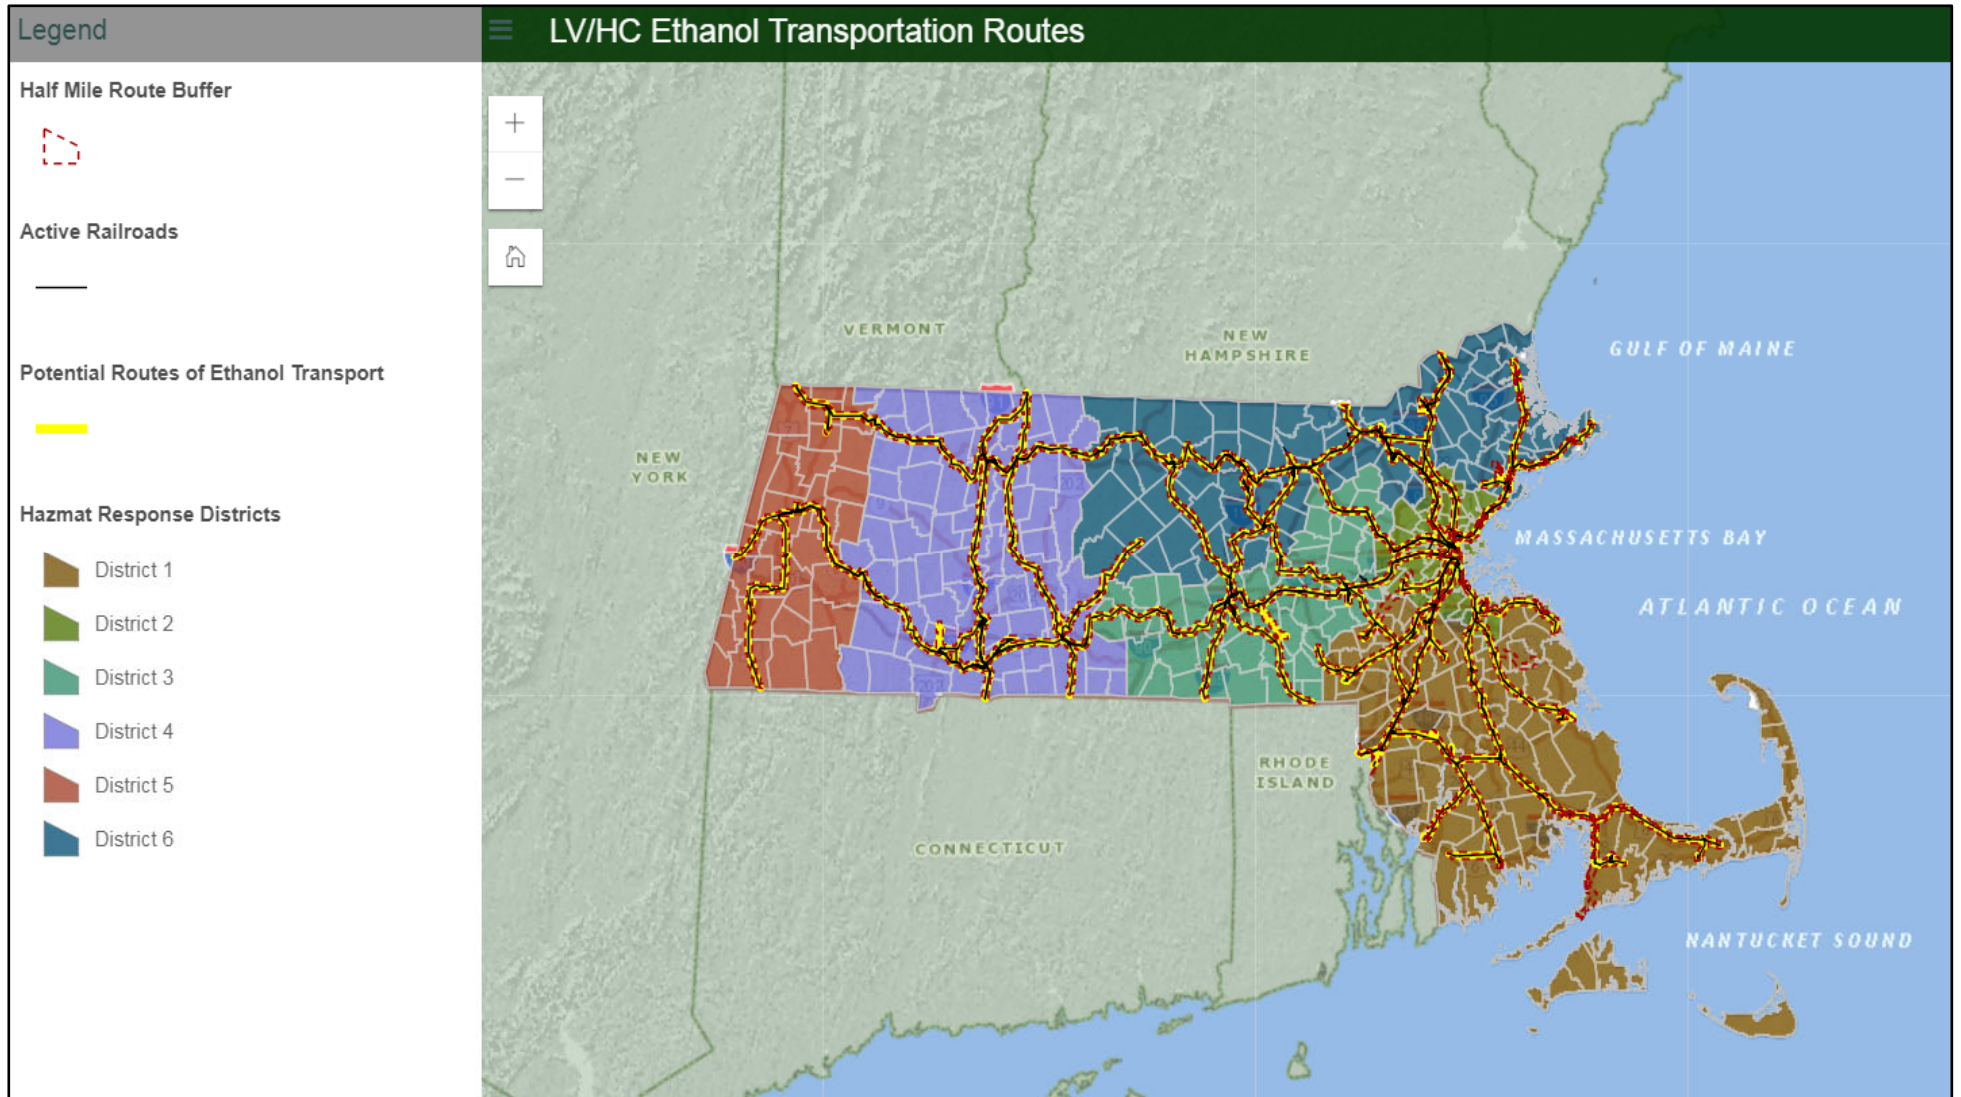 Legend
LV/HC Ethanol Transportation Routes
Half Mile Route Buffer
Active Railroads
Potential Routes of Ethanol Transport
Hazmat Response Districts
District 1
District 2
District 3
District 4
District 5
District 6
VERMONT
NEW
HAMPSHIRE
GULF OF MAINE
NEW
YORK
MASSACHUSETTS BAY
ATLANTIC OCEAN
RHODE
ISLAND
CONNECTICUT
NANTUCKET SOUND